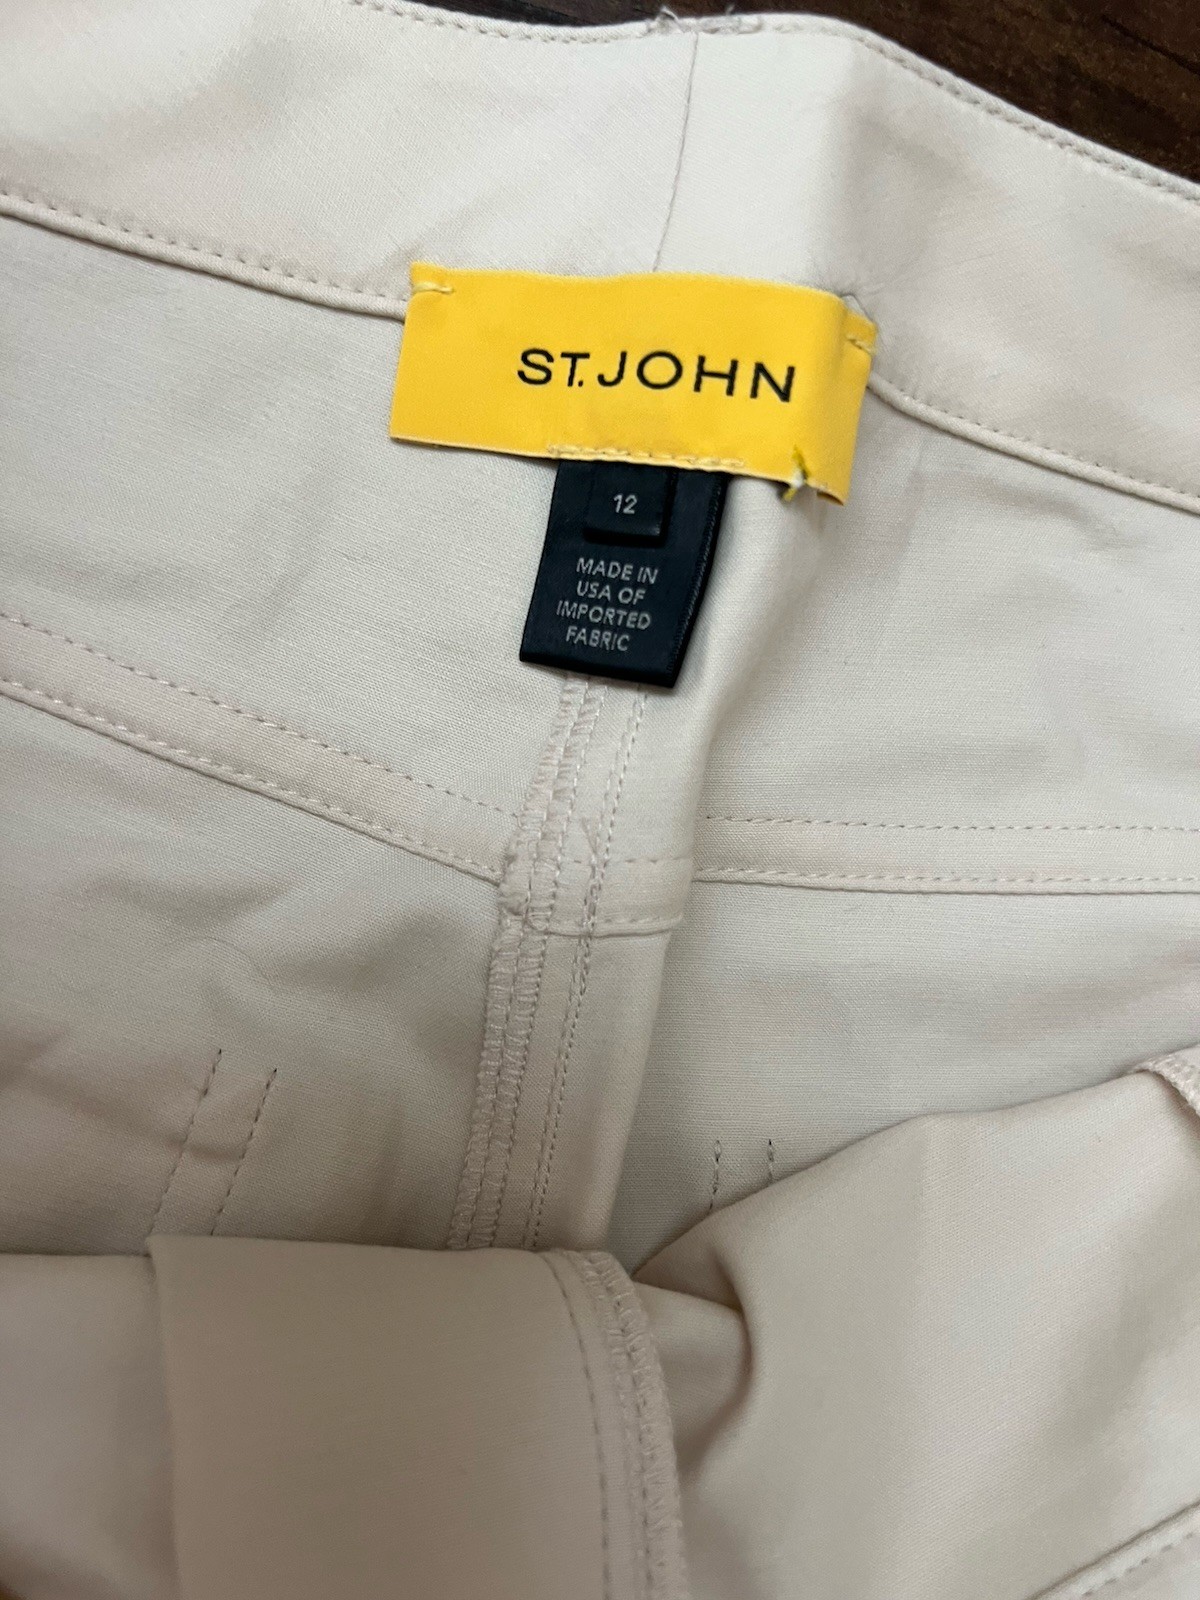 ST. JOHN
12
MADE IN
USA OF
IMPORTED
FABRIC